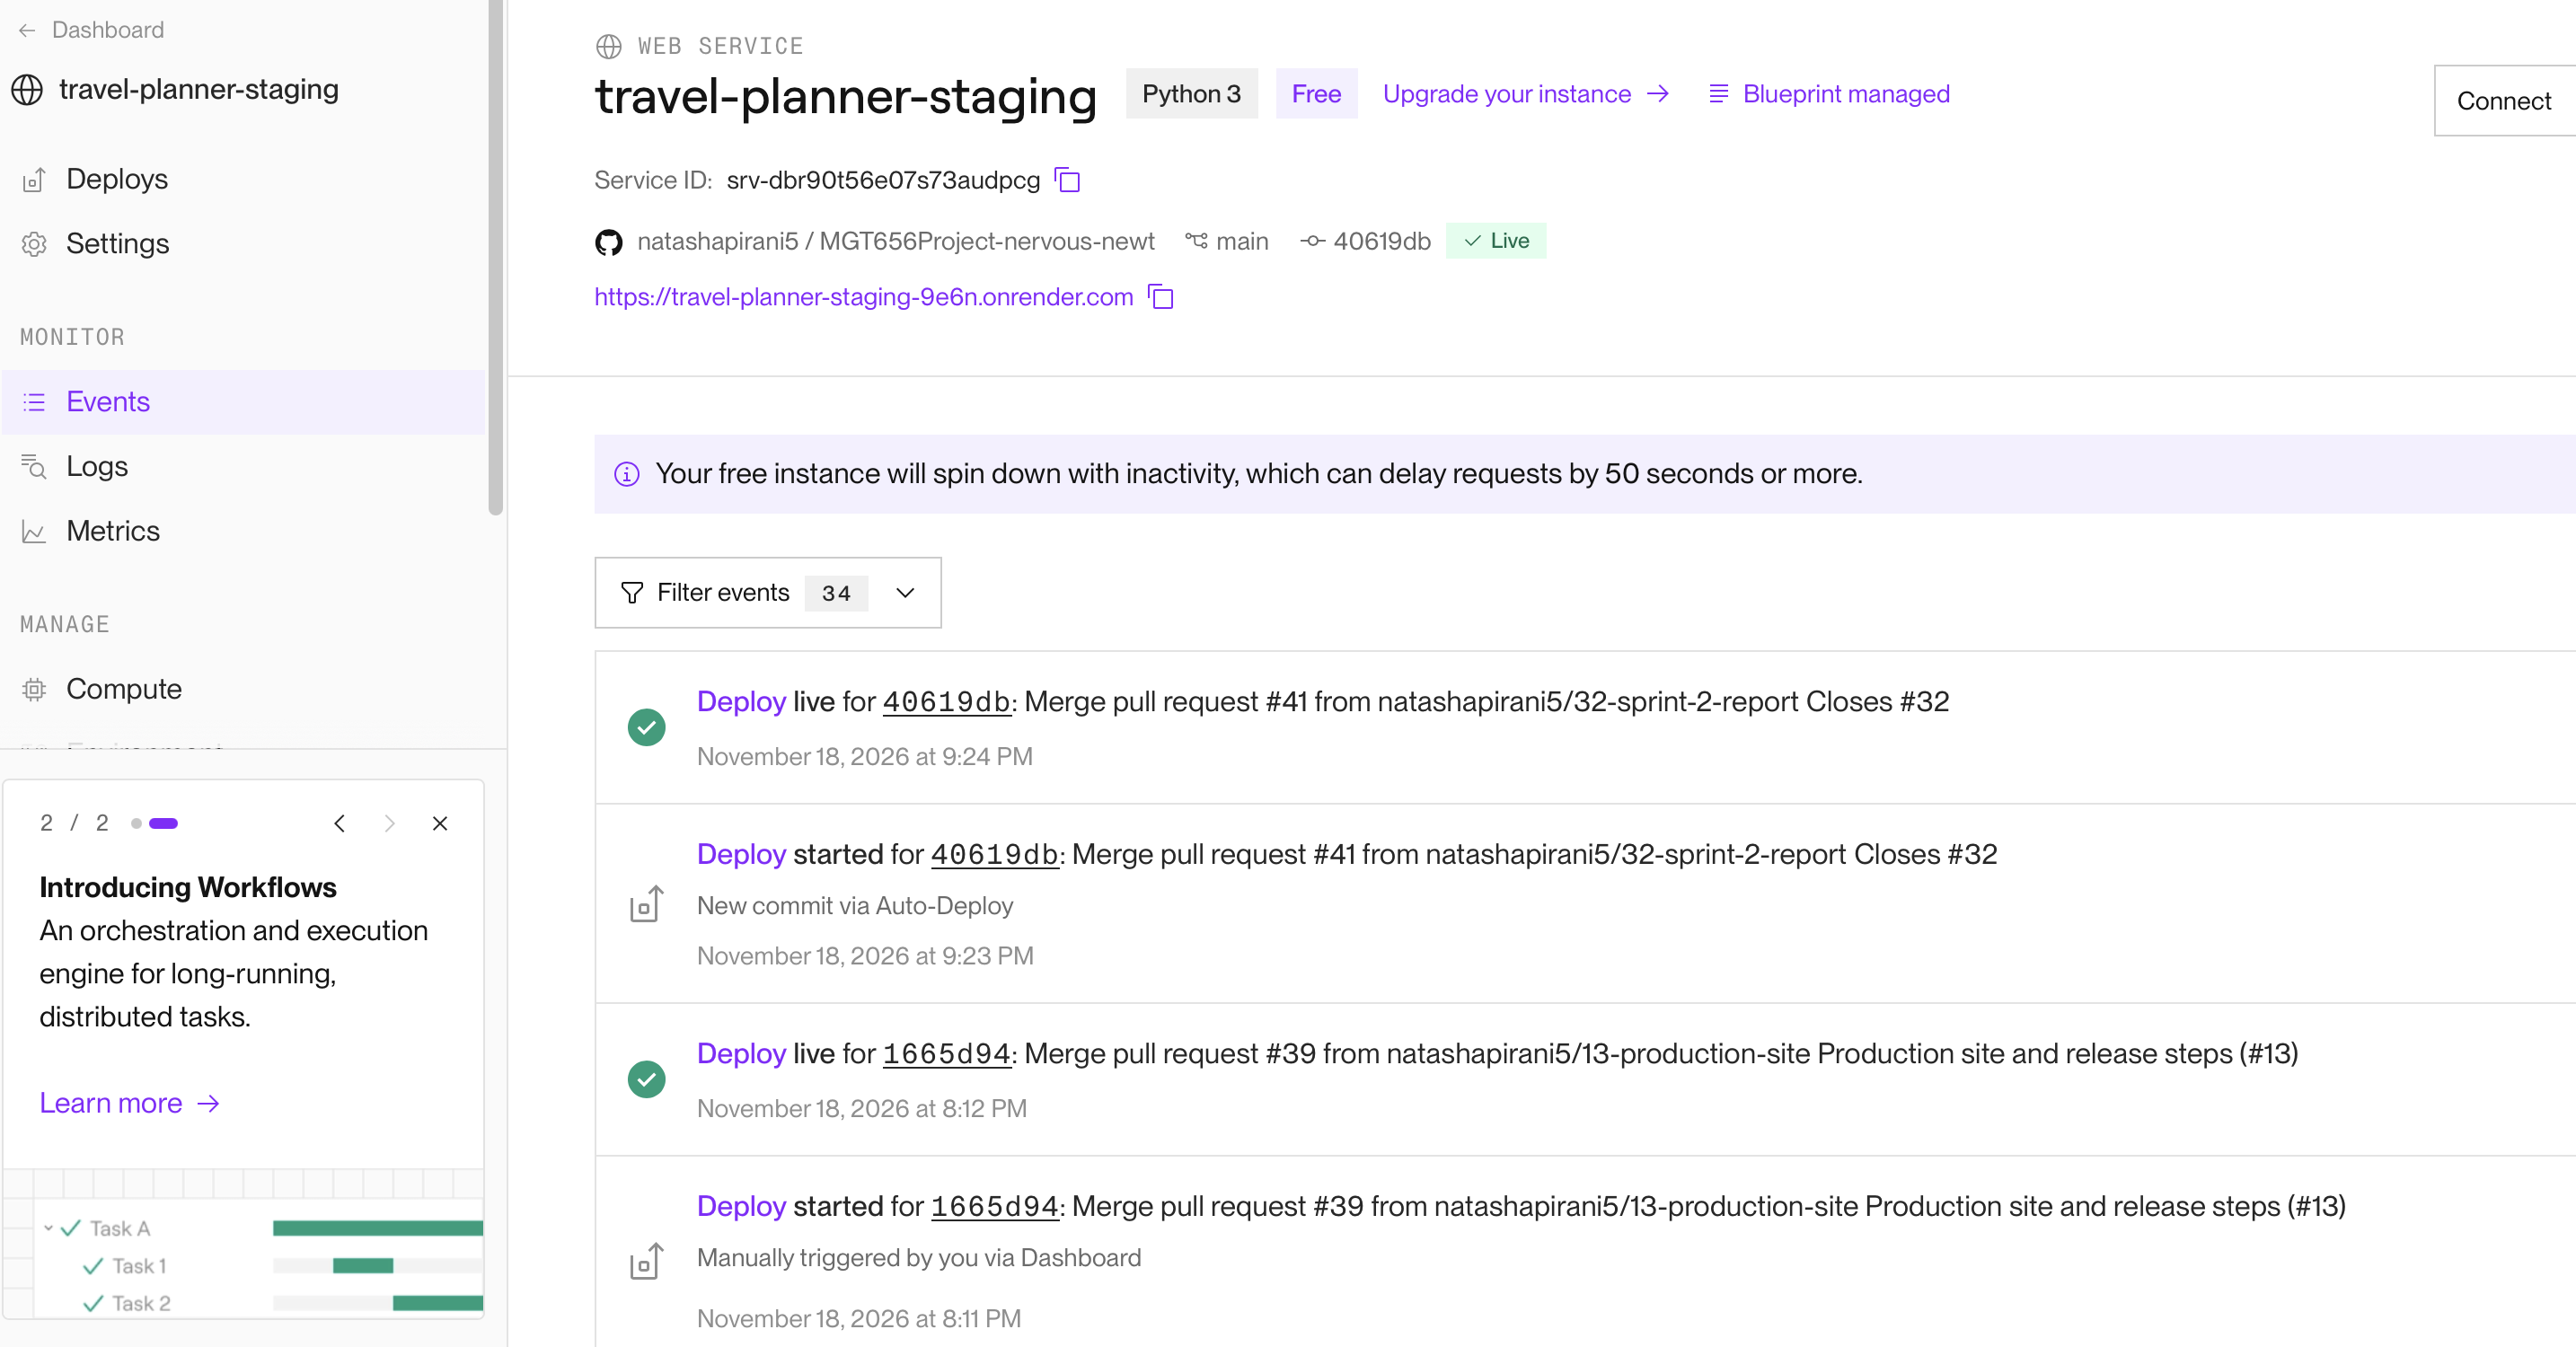 Dashboard
travel-planner-staging
Deploys
Settings
MONITOR
Events
Logs
Metrics
MANAGE
Compute
2 / 2
Introducing Workflows
An orchestration and execution
engine for long-running,
distributed tasks.
Learn more
Task A
Task 1
Task 2
WEB SERVICE
travel-planner-staging Python 3 Free Upgrade your instance Blueprint managed
Connect
Service ID: srv-dbr90t56e07s73audpcg
natashapirani5 / MGT656Project-nervous-newt main 40619db Live
https://travel-planner-staging-9e6n.onrender.com
Your free instance will spin down with inactivity, which can delay requests by 50 seconds or more.
Filter events 34
Deploy live for 40619db: Merge pull request #41 from natashapirani5/32-sprint-2-report Closes #32
November 18, 2026 at 9:24 PM
Deploy started for 40619db: Merge pull request #41 from natashapirani5/32-sprint-2-report Closes #32
New commit via Auto-Deploy
November 18, 2026 at 9:23 PM
Deploy live for 1665d94: Merge pull request #39 from natashapirani5/13-production-site Production site and release steps (#13)
November 18, 2026 at 8:12 PM
Deploy started for 1665d94: Merge pull request #39 from natashapirani5/13-production-site Production site and release steps (#13)
Manually triggered by you via Dashboard
November 18, 2026 at 8:11 PM